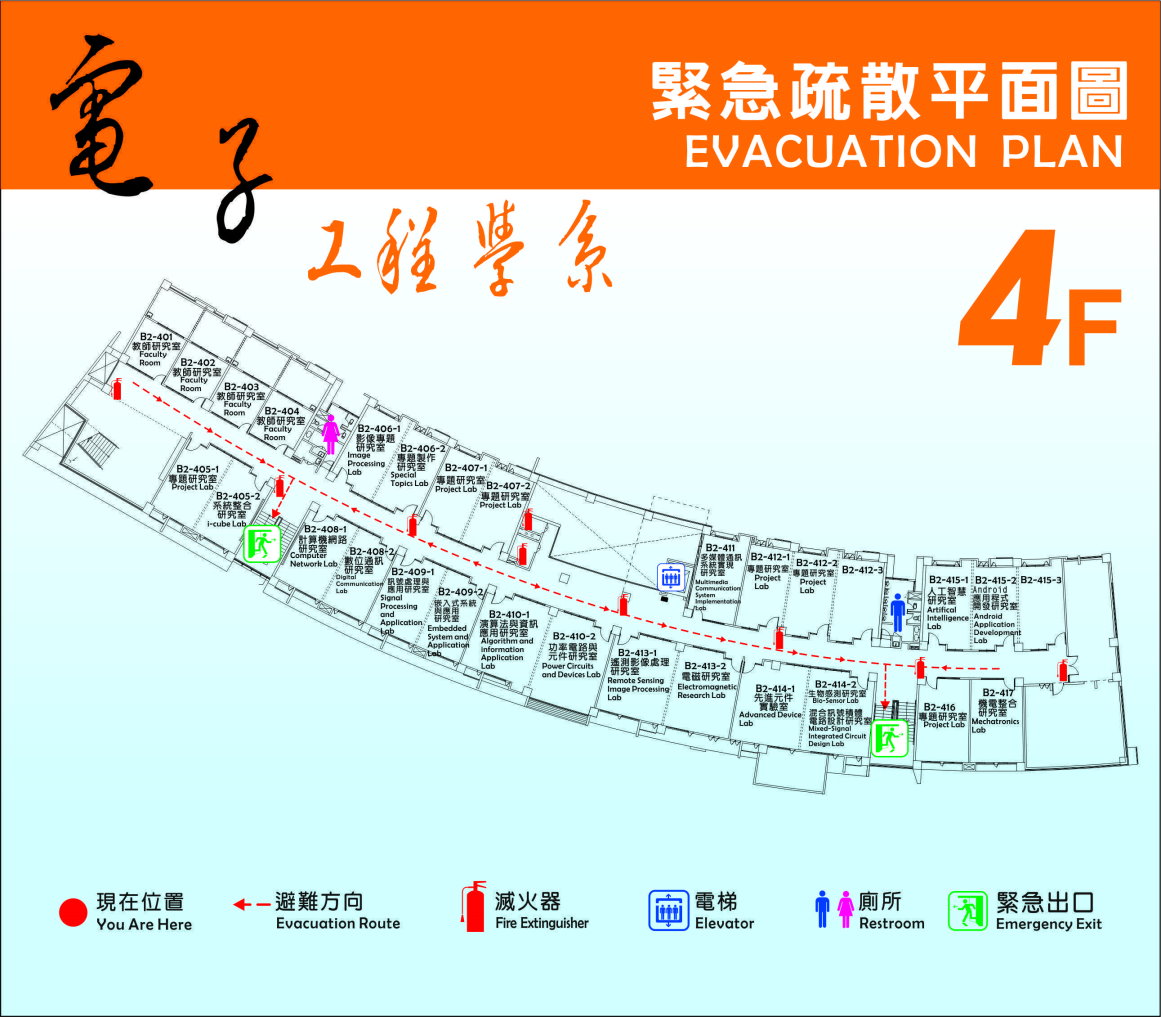 電子
工程學系
緊急疏散平面圖
EVACUATION PLAN
4F
B2-401
教師研究室
Faculty
Room
B2-402
教師研究室
Faculty
Room
B2-403
教師研究室
Faculty
Room
B2-404
教師研究室
Faculty
Room
B2-405-1
專題研究室
Project Lab
B2-405-2
系統整合
研究室
i-cube Lab
B2-406-1
影像專題
研究室
Image
Processing
Lab
B2-406-2
專題製作
研究室
Special
Topics Lab
B2-407-1
專題研究室
Project Lab
B2-407-2
專題研究室
Project Lab
B2-408-1
計算機網路
研究室
Computer
Network Lab
B2-408-2
數位通訊
研究室
Digital
Communication
Lab
B2-409-1
訊號處理與
應用研究室
Signal
Processing
and
Application
Lab
B2-409-2
嵌入式系統
與應用
研究室
Embedded
System and
Application
Lab
B2-410-1
演算法與資訊
應用研究室
Algorithm and
information
Application
Lab
B2-410-2
功率電路與
元件研究室
Power Circuits
and Devices Lab
B2-411
多媒體通訊
系統實現
研究室
Multimedia
Communication
System
Implementation
Lab
B2-412-1
專題研究室
Project
Lab
B2-412-2
專題研究室
Project
Lab
B2-412-3
B2-413-1
遙測影像處理
研究室
Remote Sensing
Image Processing
Lab
B2-413-2
電磁研究室
Electromagnetic
Research Lab
B2-414-1
先進元件
實驗室
Advanced Device
Lab
B2-414-2
生物感測研究室
Bio-Sensor Lab
混合訊號積體
電路設計研究室
Mixed-Signal
Integrated Circuit
Design Lab
B2-415-1
人工智慧
研究室
Artifical
Intelligence
Lab
B2-415-2
Android
應用程式
開發研究室
Android
Application
Development
Lab
B2-415-3
B2-416
專題研究室
Project Lab
B2-417
機電整合
研究室
Mechatronics
Lab
現在位置
You Are Here
避難方向
Evacuation Route
滅火器
Fire Extinguisher
電梯
Elevator
廁所
Restroom
緊急出口
Emergency Exit